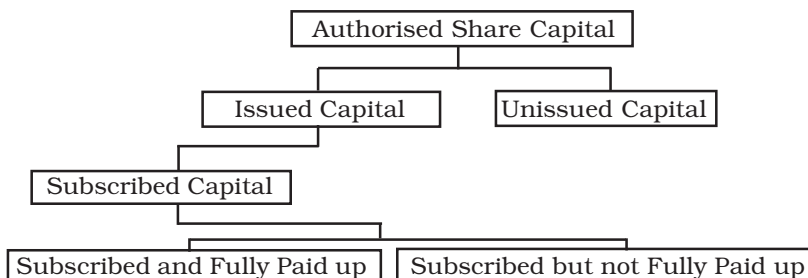 Authorised Share Capital
Issued Capital
Unissued Capital
Subscribed Capital
Subscribed and Fully Paid up
Subscribed but not Fully Paid up